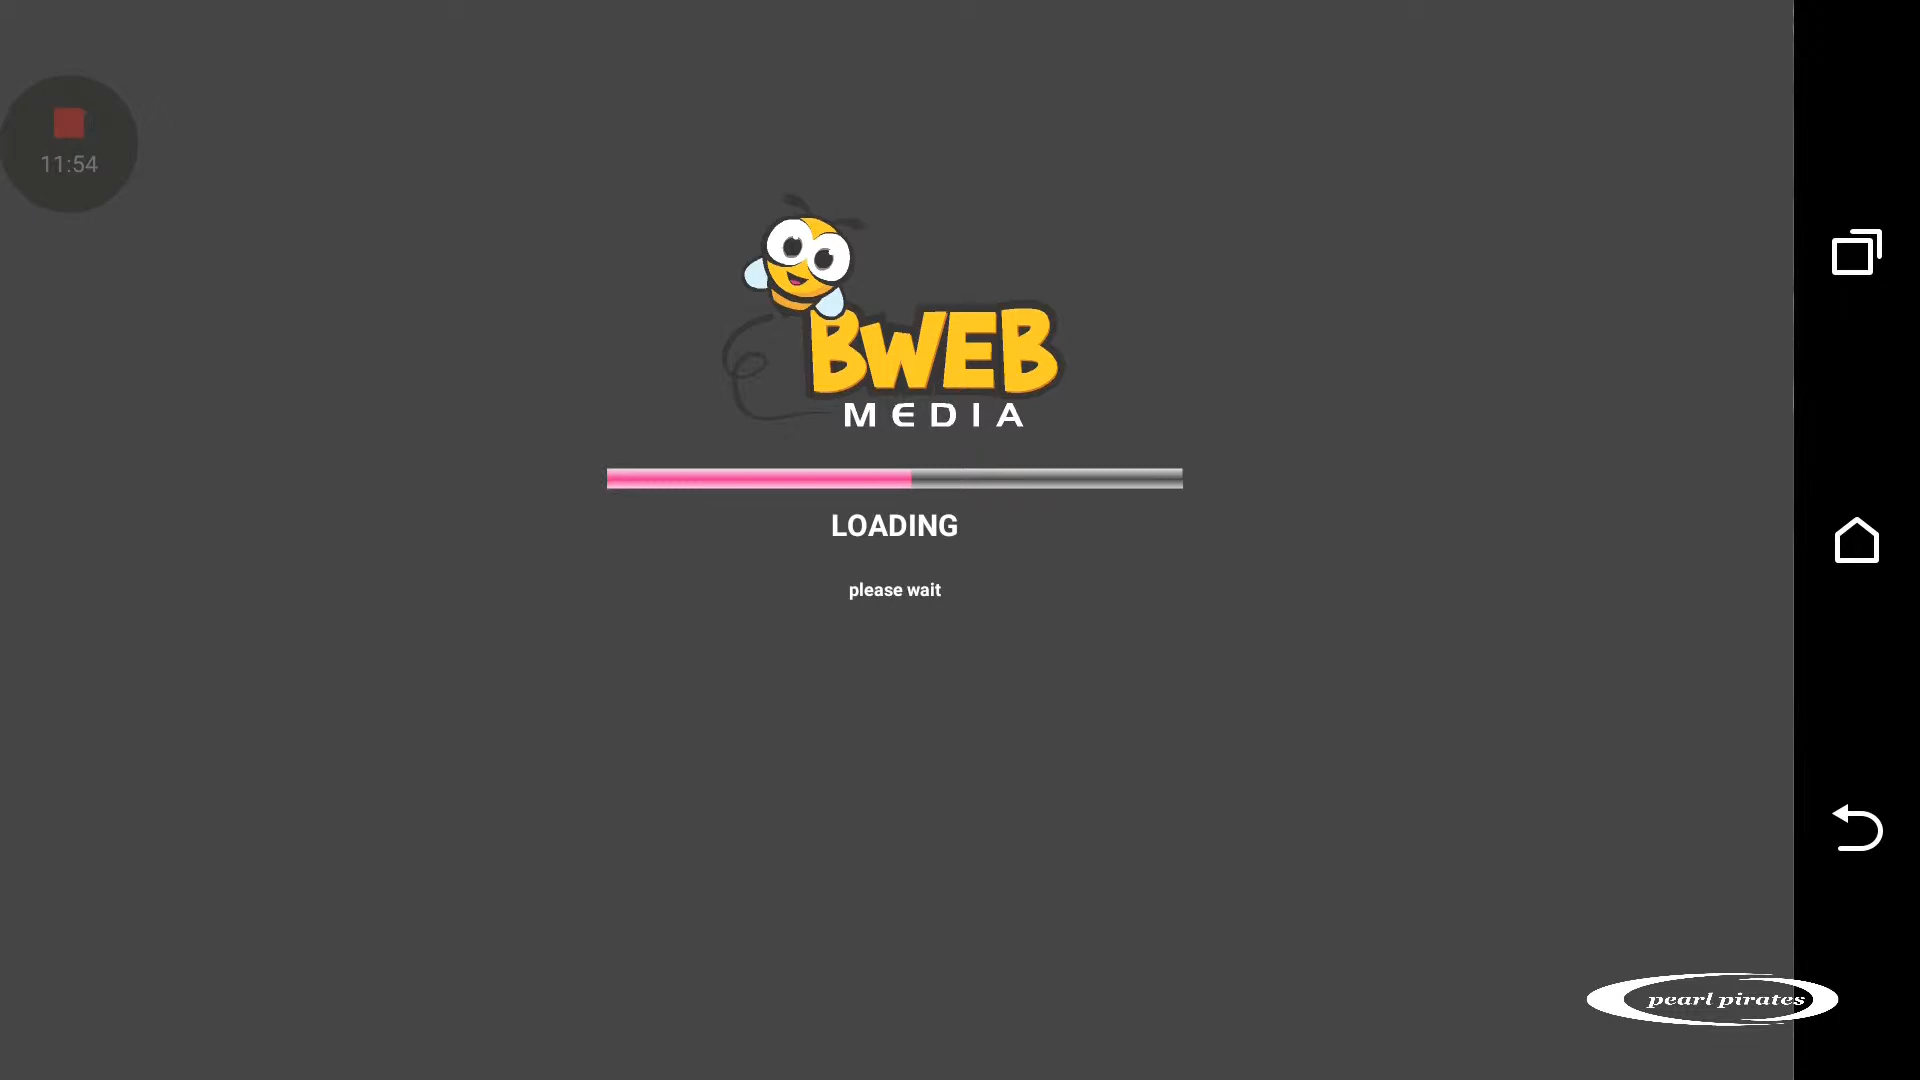 11:54
BWEB
MEDIA
LOADING
please wait
pearl pirates